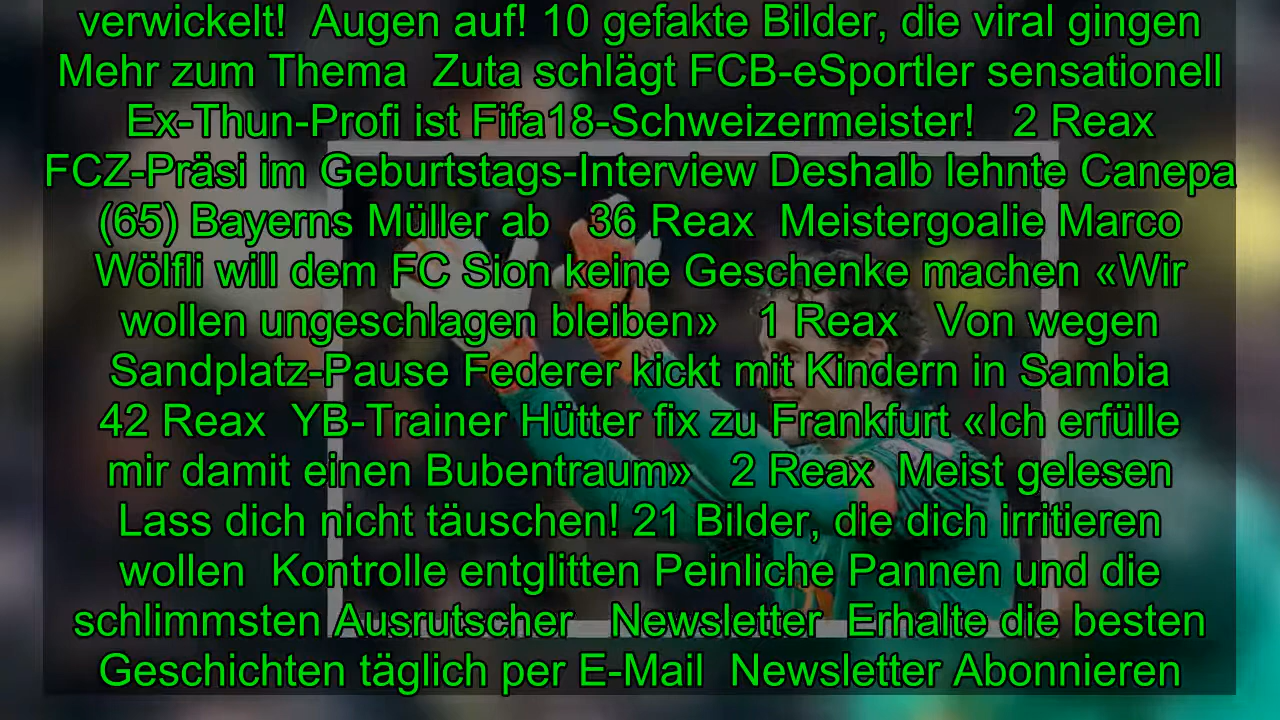 verwickelt!  Augen auf! 10 gefakte Bilder, die viral gingen
Mehr zum Thema  Zuta schlägt FCB-eSportler sensationell
Ex-Thun-Profi ist Fifa18-Schweizermeister!   2 Reax
FCZ-Präsi im Geburtstags-Interview Deshalb lehnte Canepa
(65) Bayerns Müller ab   36 Reax  Meistergoalie Marco
Wölfli will dem FC Sion keine Geschenke machen «Wir
wollen ungeschlagen bleiben»   1 Reax   Von wegen
Sandplatz-Pause Federer kickt mit Kindern in Sambia
42 Reax  YB-Trainer Hütter fix zu Frankfurt «Ich erfülle
mir damit einen Bubentraum»   2 Reax  Meist gelesen
Lass dich nicht täuschen! 21 Bilder, die dich irritieren
wollen  Kontrolle entglitten Peinliche Pannen und die
schlimmsten Ausrutscher   Newsletter  Erhalte die besten
Geschichten täglich per E-Mail  Newsletter Abonnieren